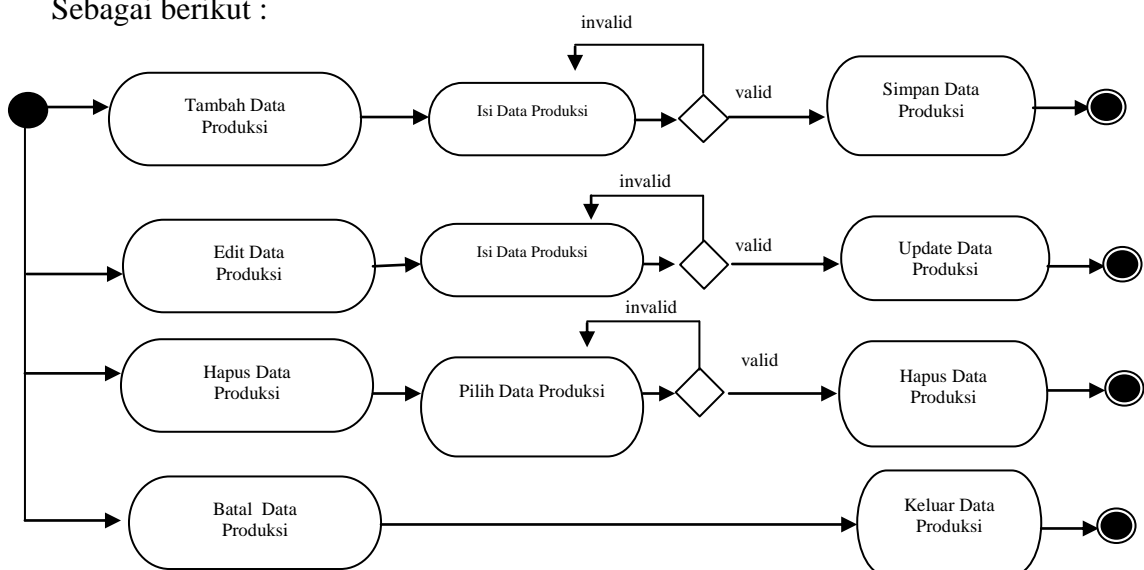 Sebagai berikut :
invalid
Tambah Data
Produksi
Isi Data Produksi
valid
Simpan Data
Produksi
invalid
Edit Data
Produksi
Isi Data Produksi
valid
Update Data
Produksi
invalid
Hapus Data
Produksi
Pilih Data Produksi
valid
Hapus Data
Produksi
Batal Data
Produksi
Keluar Data
Produksi